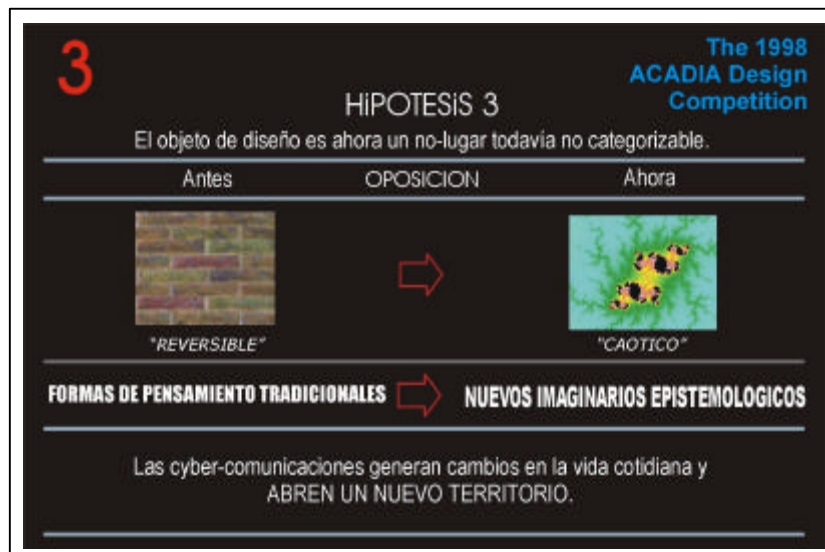 3
The 1998
ACADIA Design
Competition
HiPOTESiS 3
El objeto de diseño es ahora un no-lugar todavia no categorizable.
Antes OPOSICION Ahora
"REVERSIBLE" "CAOTICO"
FORMAS DE PENSAMIENTO TRADICIONALES NUEVOS IMAGINARIOS EPISTEMOLOGICOS
Las cyber-comunicaciones generan cambios en la vida cotidiana y
ABREN UN NUEVO TERRITORIO.